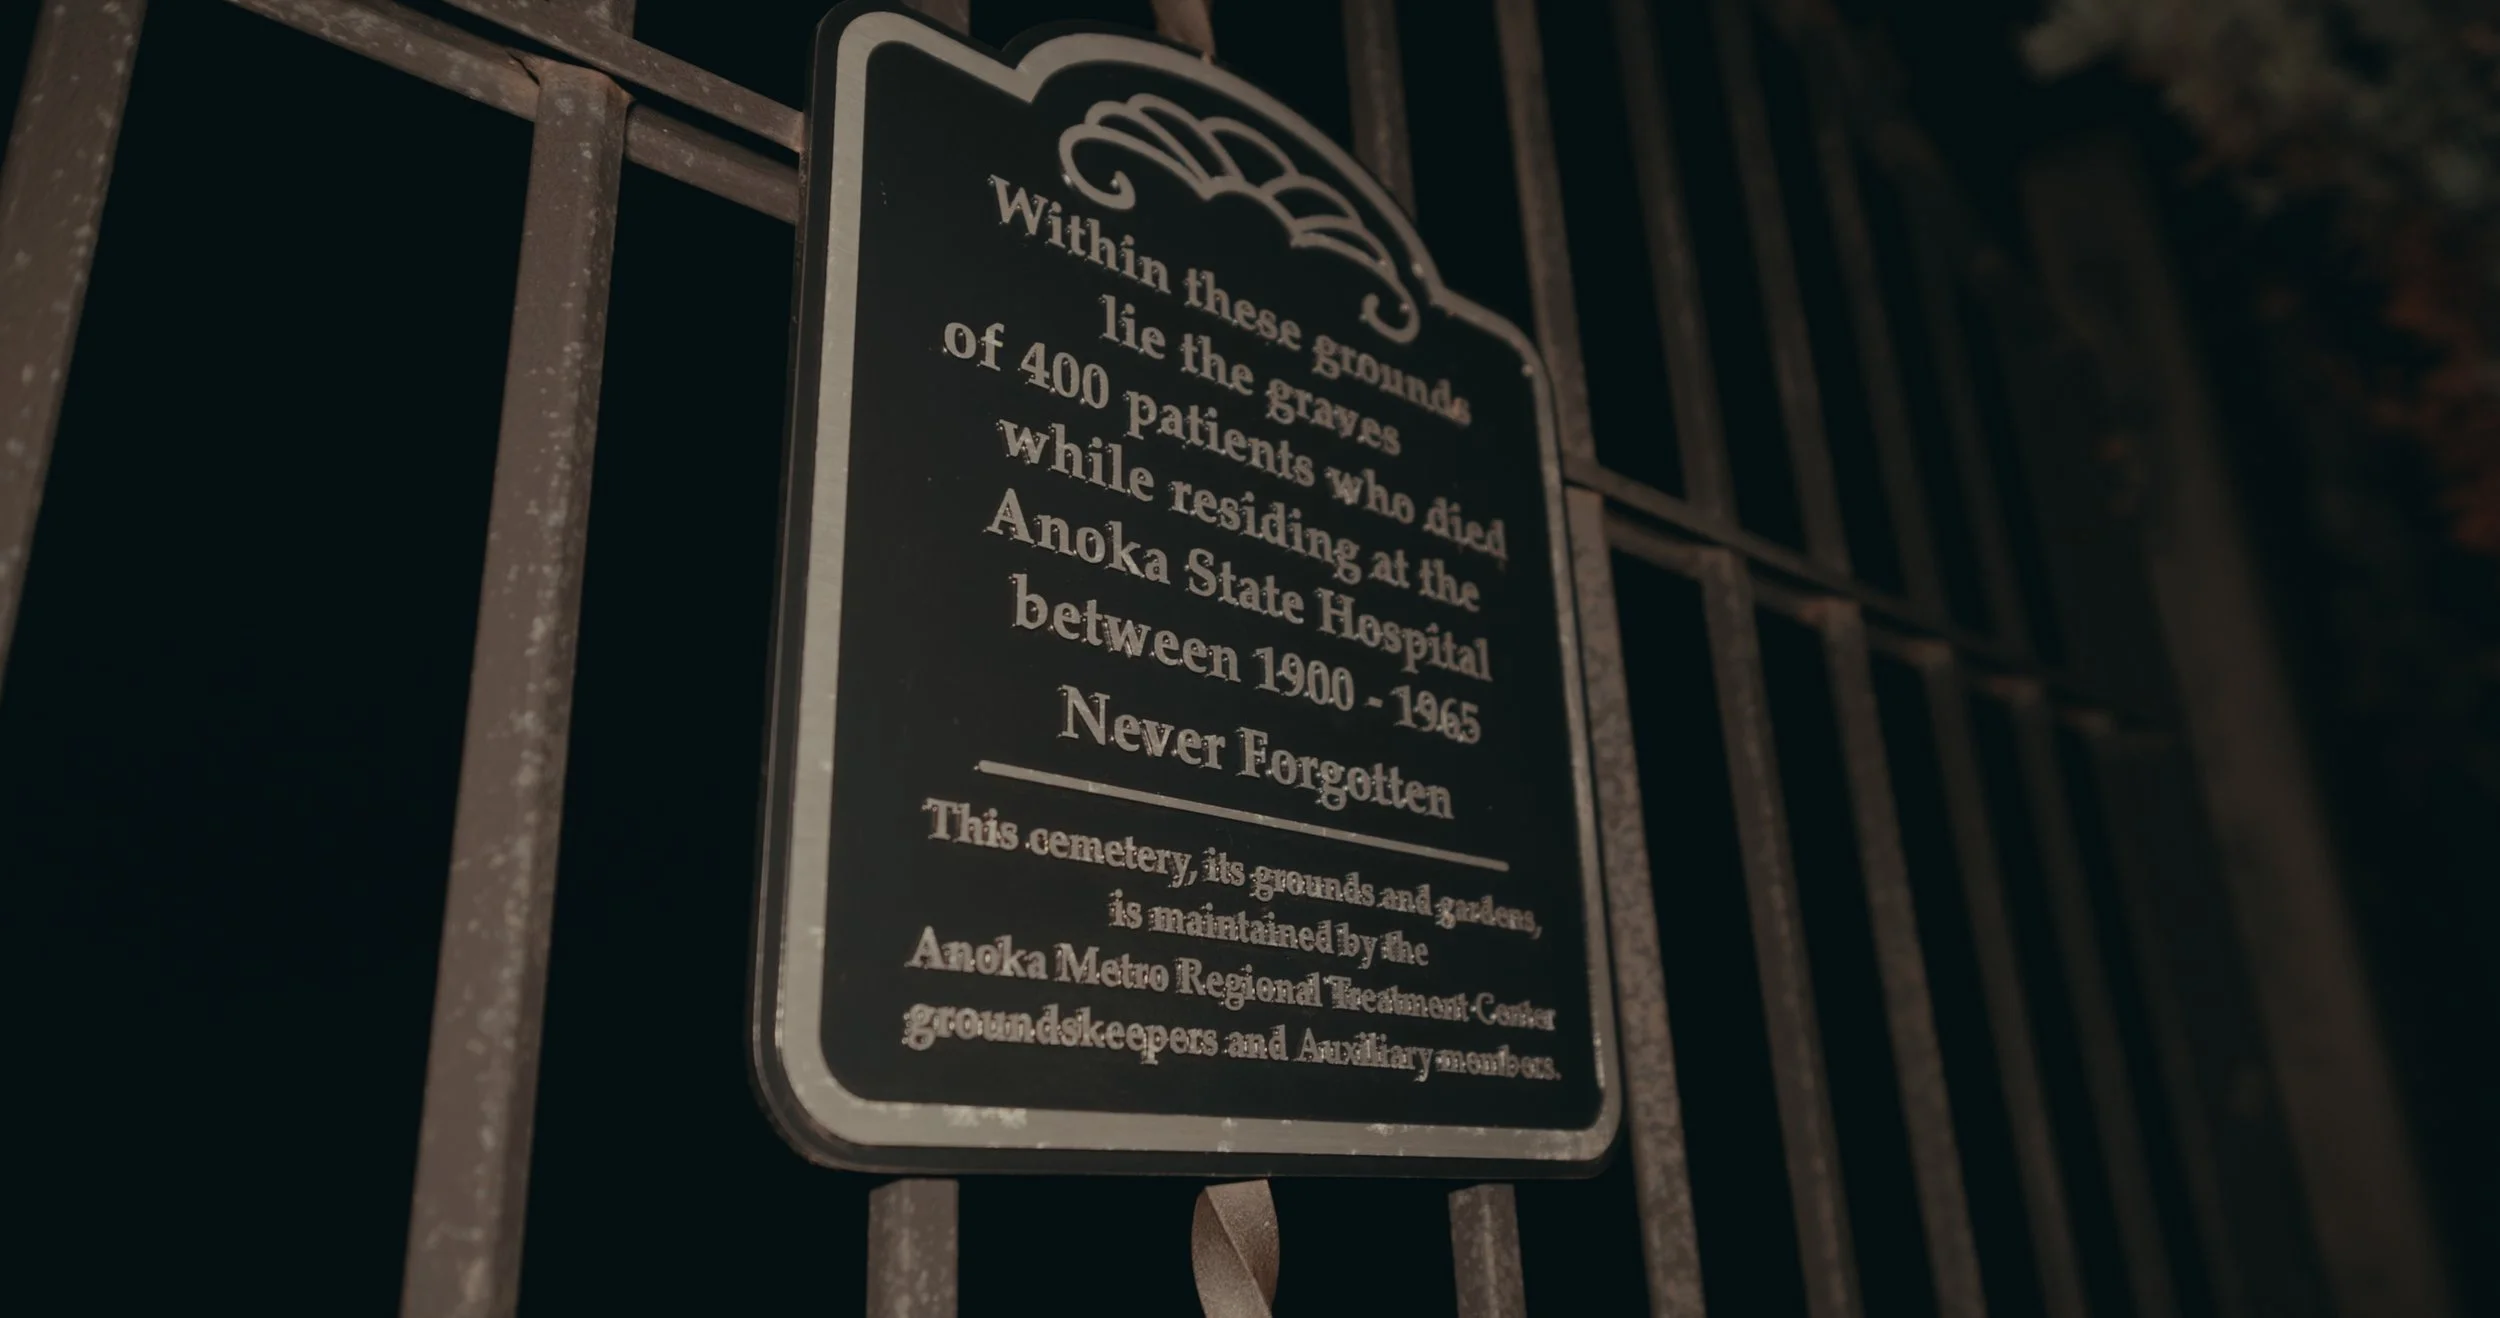 Within these grounds
lie the graves
of 400 patients who died
while residing at the
Anoka State Hospital
between 1900 - 1965
Never Forgotten
This cemetery, its grounds and gardens,
is maintained by the
Anoka Metro Regional Treatment Center
groundskeepers and Auxiliary members.